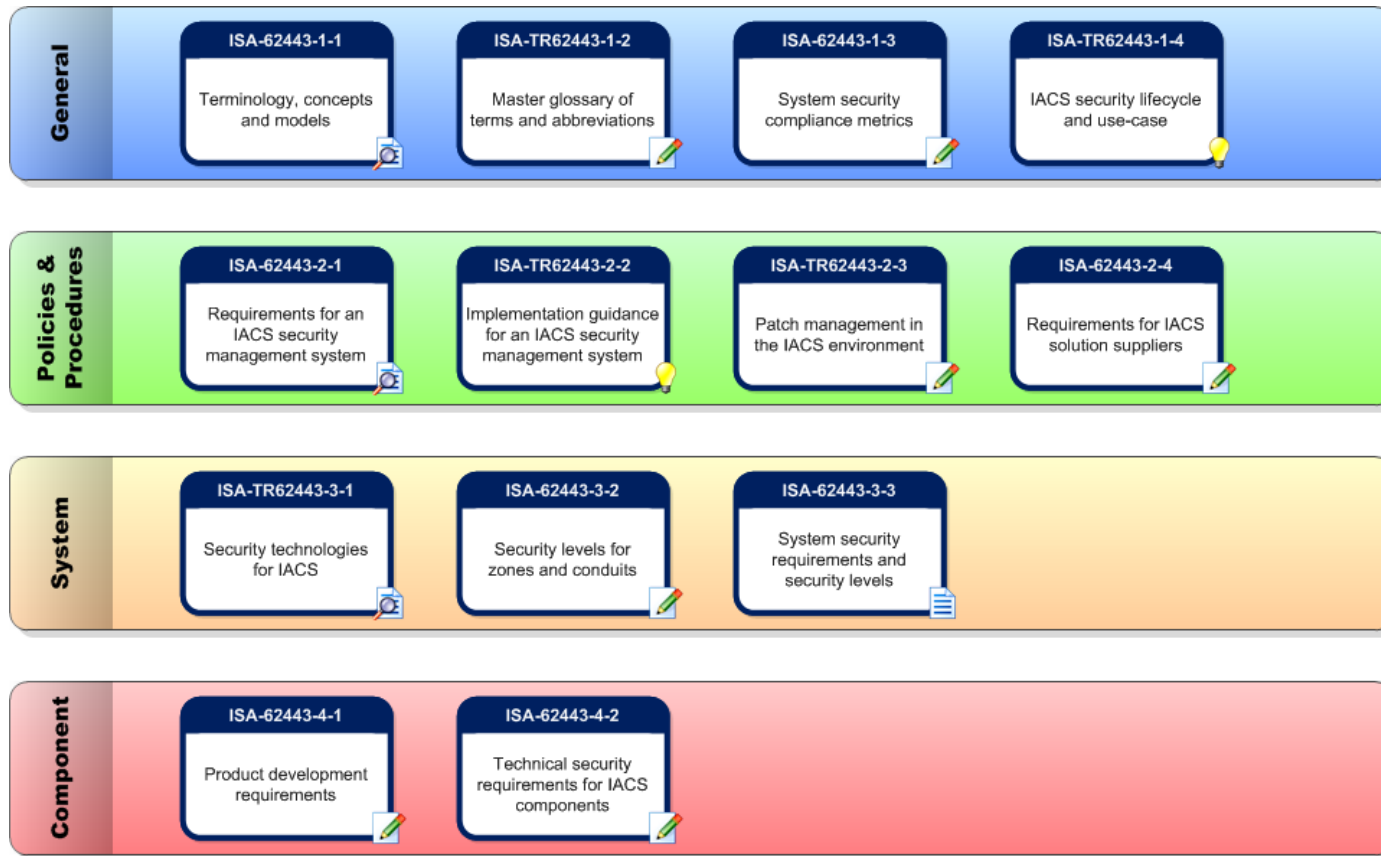 General
ISA-62443-1-1
Terminology, concepts
and models
ISA-TR62443-1-2
Master glossary of
terms and abbreviations
ISA-62443-1-3
System security
compliance metrics
ISA-TR62443-1-4
IACS security lifecycle
and use-case
Policies &
Procedures
ISA-62443-2-1
Requirements for an
IACS security
management system
ISA-TR62443-2-2
Implementation guidance
for an IACS security
management system
ISA-TR62443-2-3
Patch management in
the IACS environment
ISA-62443-2-4
Requirements for IACS
solution suppliers
System
ISA-TR62443-3-1
Security technologies
for IACS
ISA-62443-3-2
Security levels for
zones and conduits
ISA-62443-3-3
System security
requirements and
security levels
Component
ISA-62443-4-1
Product development
requirements
ISA-62443-4-2
Technical security
requirements for IACS
components